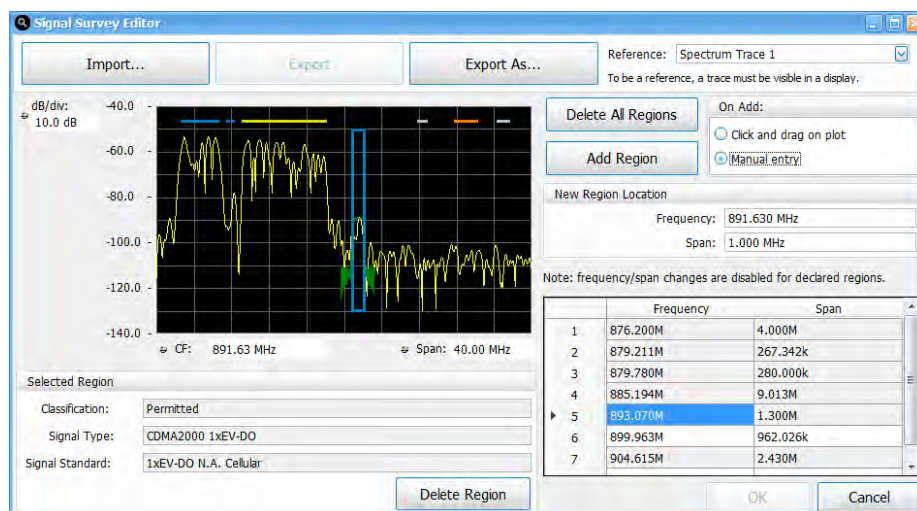 Signal Survey Editor
Import...
Export
Export As...
Reference: Spectrum Trace 1
To be a reference, a trace must be visible in a display.
dB/div:
10.0 dB
-40.0
-60.0
-80.0
-100.0
-120.0
-140.0
CF: 891.63 MHz
Span: 40.00 MHz
Delete All Regions
Add Region
On Add:
Click and drag on plot
Manual entry
New Region Location
Frequency: 891.630 MHz
Span: 1.000 MHz
Note: frequency/span changes are disabled for declared regions.
Frequency Span
1 876.200M 4.000M
2 879.211M 267.342k
3 879.780M 280.000k
4 885.194M 9.013M
5 893.070M 1.300M
6 899.963M 962.026k
7 904.615M 2.430M
Selected Region
Classification: Permitted
Signal Type: CDMA2000 1xEV-DO
Signal Standard: 1xEV-DO N.A. Cellular
Delete Region
OK
Cancel